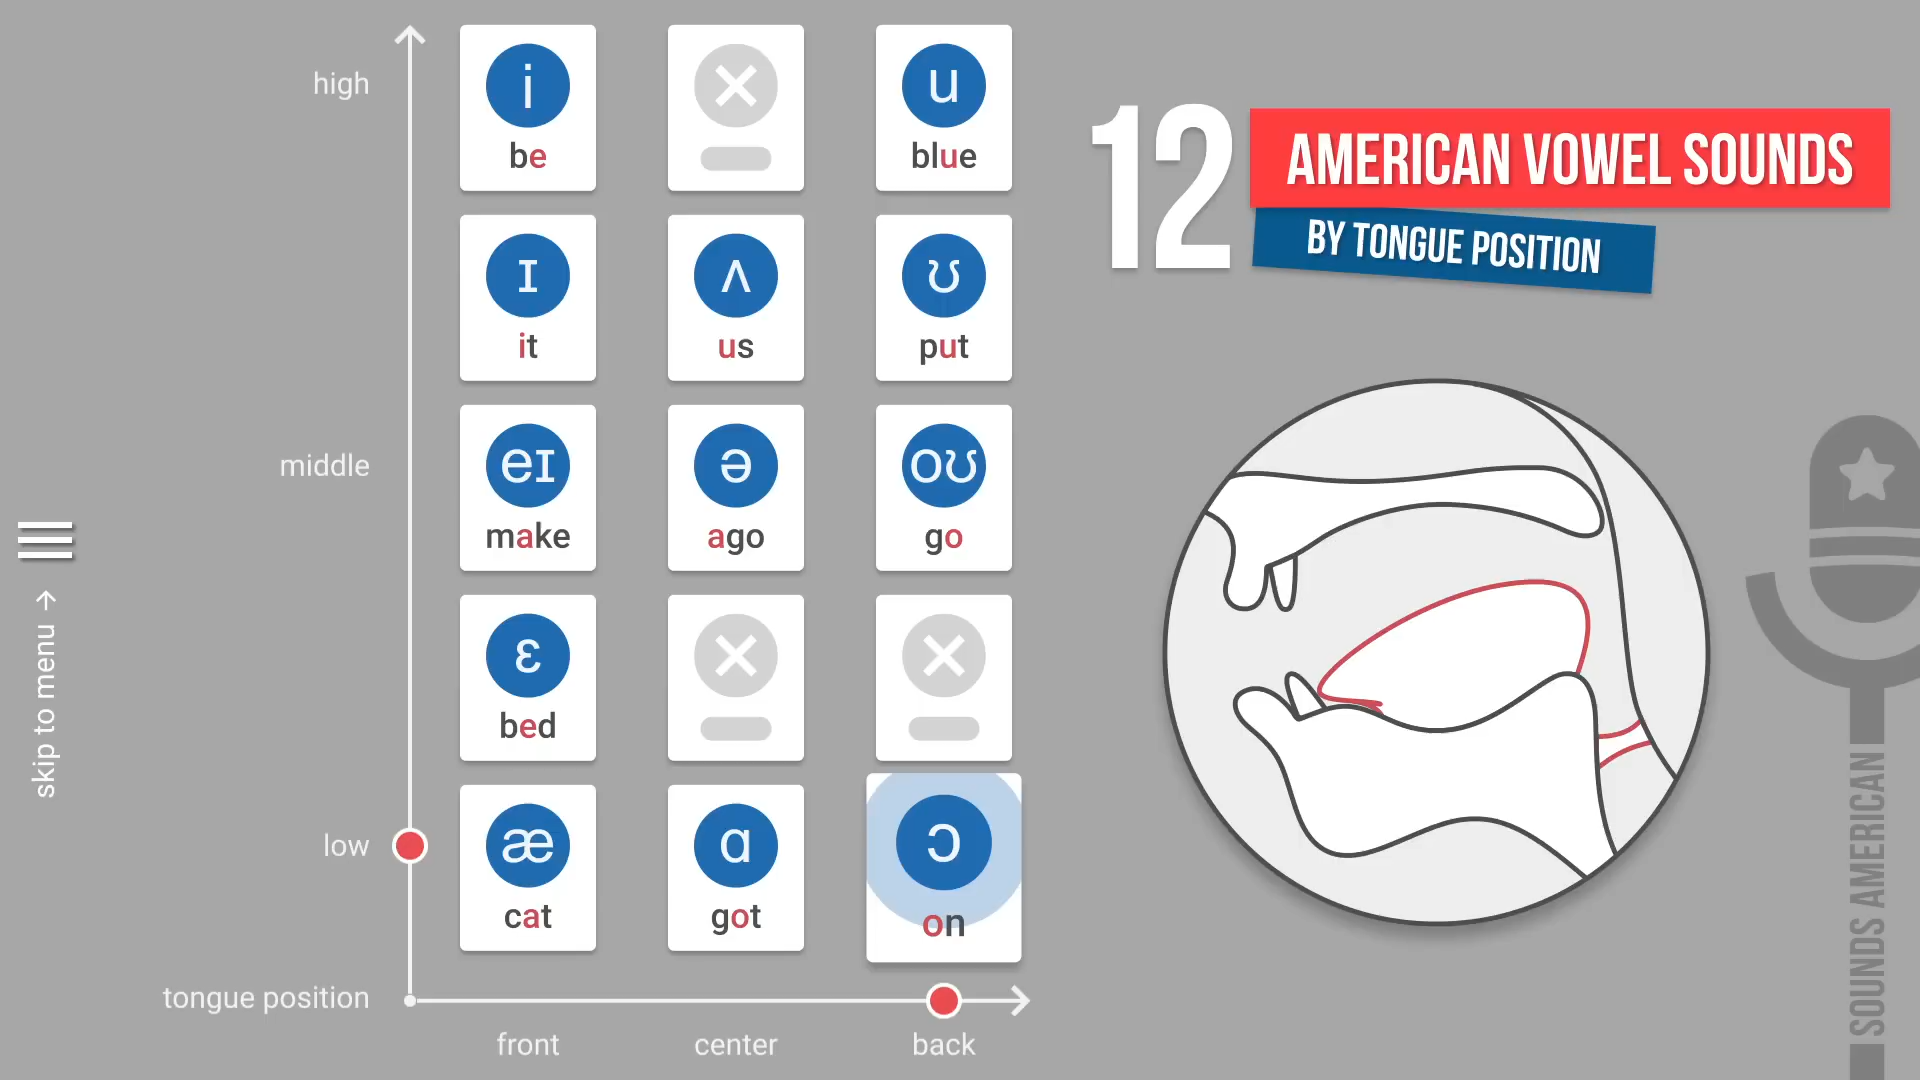 12
AMERICAN VOWEL SOUNDS
BY TONGUE POSITION
high
i
be
u
blue
ɪ
it
ʌ
us
ʊ
put
middle
eɪ
make
ə
ago
oʊ
go
ɛ
bed
low
æ
cat
ɑ
got
ɔ
on
tongue position
front
center
back
skip to menu →
SOUNDS AMERICAN